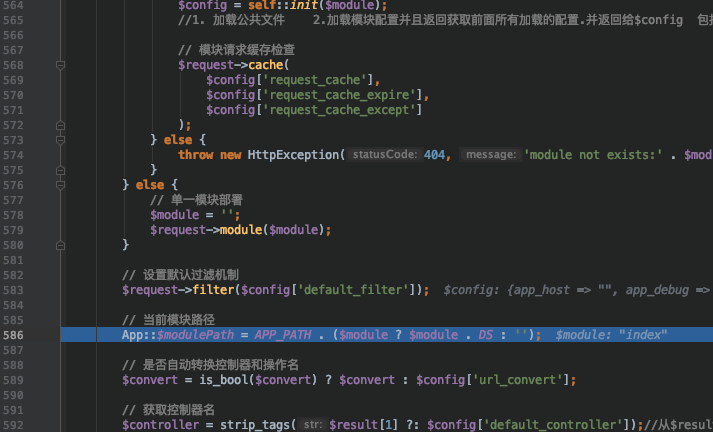 564 $config = self::init($module);
565 //1. 加载公共文件 2.加载模块配置并且返回获取前面所有加载的配置.并返回给$config
566
567 // 模块请求缓存检查
568 $request->cache(
569 $config['request_cache'],
570 $config['request_cache_expire'],
571 $config['request_cache_except']
572 );
573 } else {
574 throw new HttpException( statusCode: 404, message: 'module not exists:' . $mod
575 }
576 } else {
577 // 单一模块部署
578 $module = '';
579 $request->module($module);
580 }
581
582 // 设置默认过滤机制
583 $request->filter($config['default_filter']); $config: {app_host => "", app_debug =>
584
585 // 当前模块路径
586 App::$modulePath = APP_PATH . ($module ? $module . DS : ''); $module: "index"
587
588 // 是否自动转换控制器和操作名
589 $convert = is_bool($convert) ? $convert : $config['url_convert'];
590
591 // 获取控制器名
592 $controller = strip_tags( str: $result[1] ?: $config['default_controller']);//从$resul